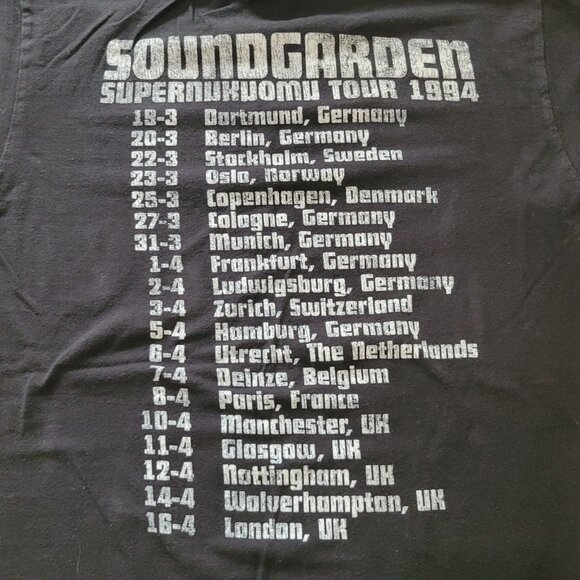 SOUNDGARDEN
SUPERNUKUOMU TOUR 1994
19-3 Dortmund, Germany
20-3 Berlin, Germany
22-3 Stockholm, Sweden
23-3 Oslo, Norway
25-3 Copenhagen, Denmark
27-3 Cologne, Germany
31-3 Munich, Germany
1-4 Frankfurt, Germany
2-4 Ludwigsburg, Germany
3-4 Zurich, Switzerland
5-4 Hamburg, Germany
6-4 Utrecht, The Netherlands
7-4 Deinze, Belgium
8-4 Paris, France
10-4 Manchester, UK
11-4 Glasgow, UK
12-4 Nottingham, UK
14-4 Wolverhampton, UK
16-4 London, UK